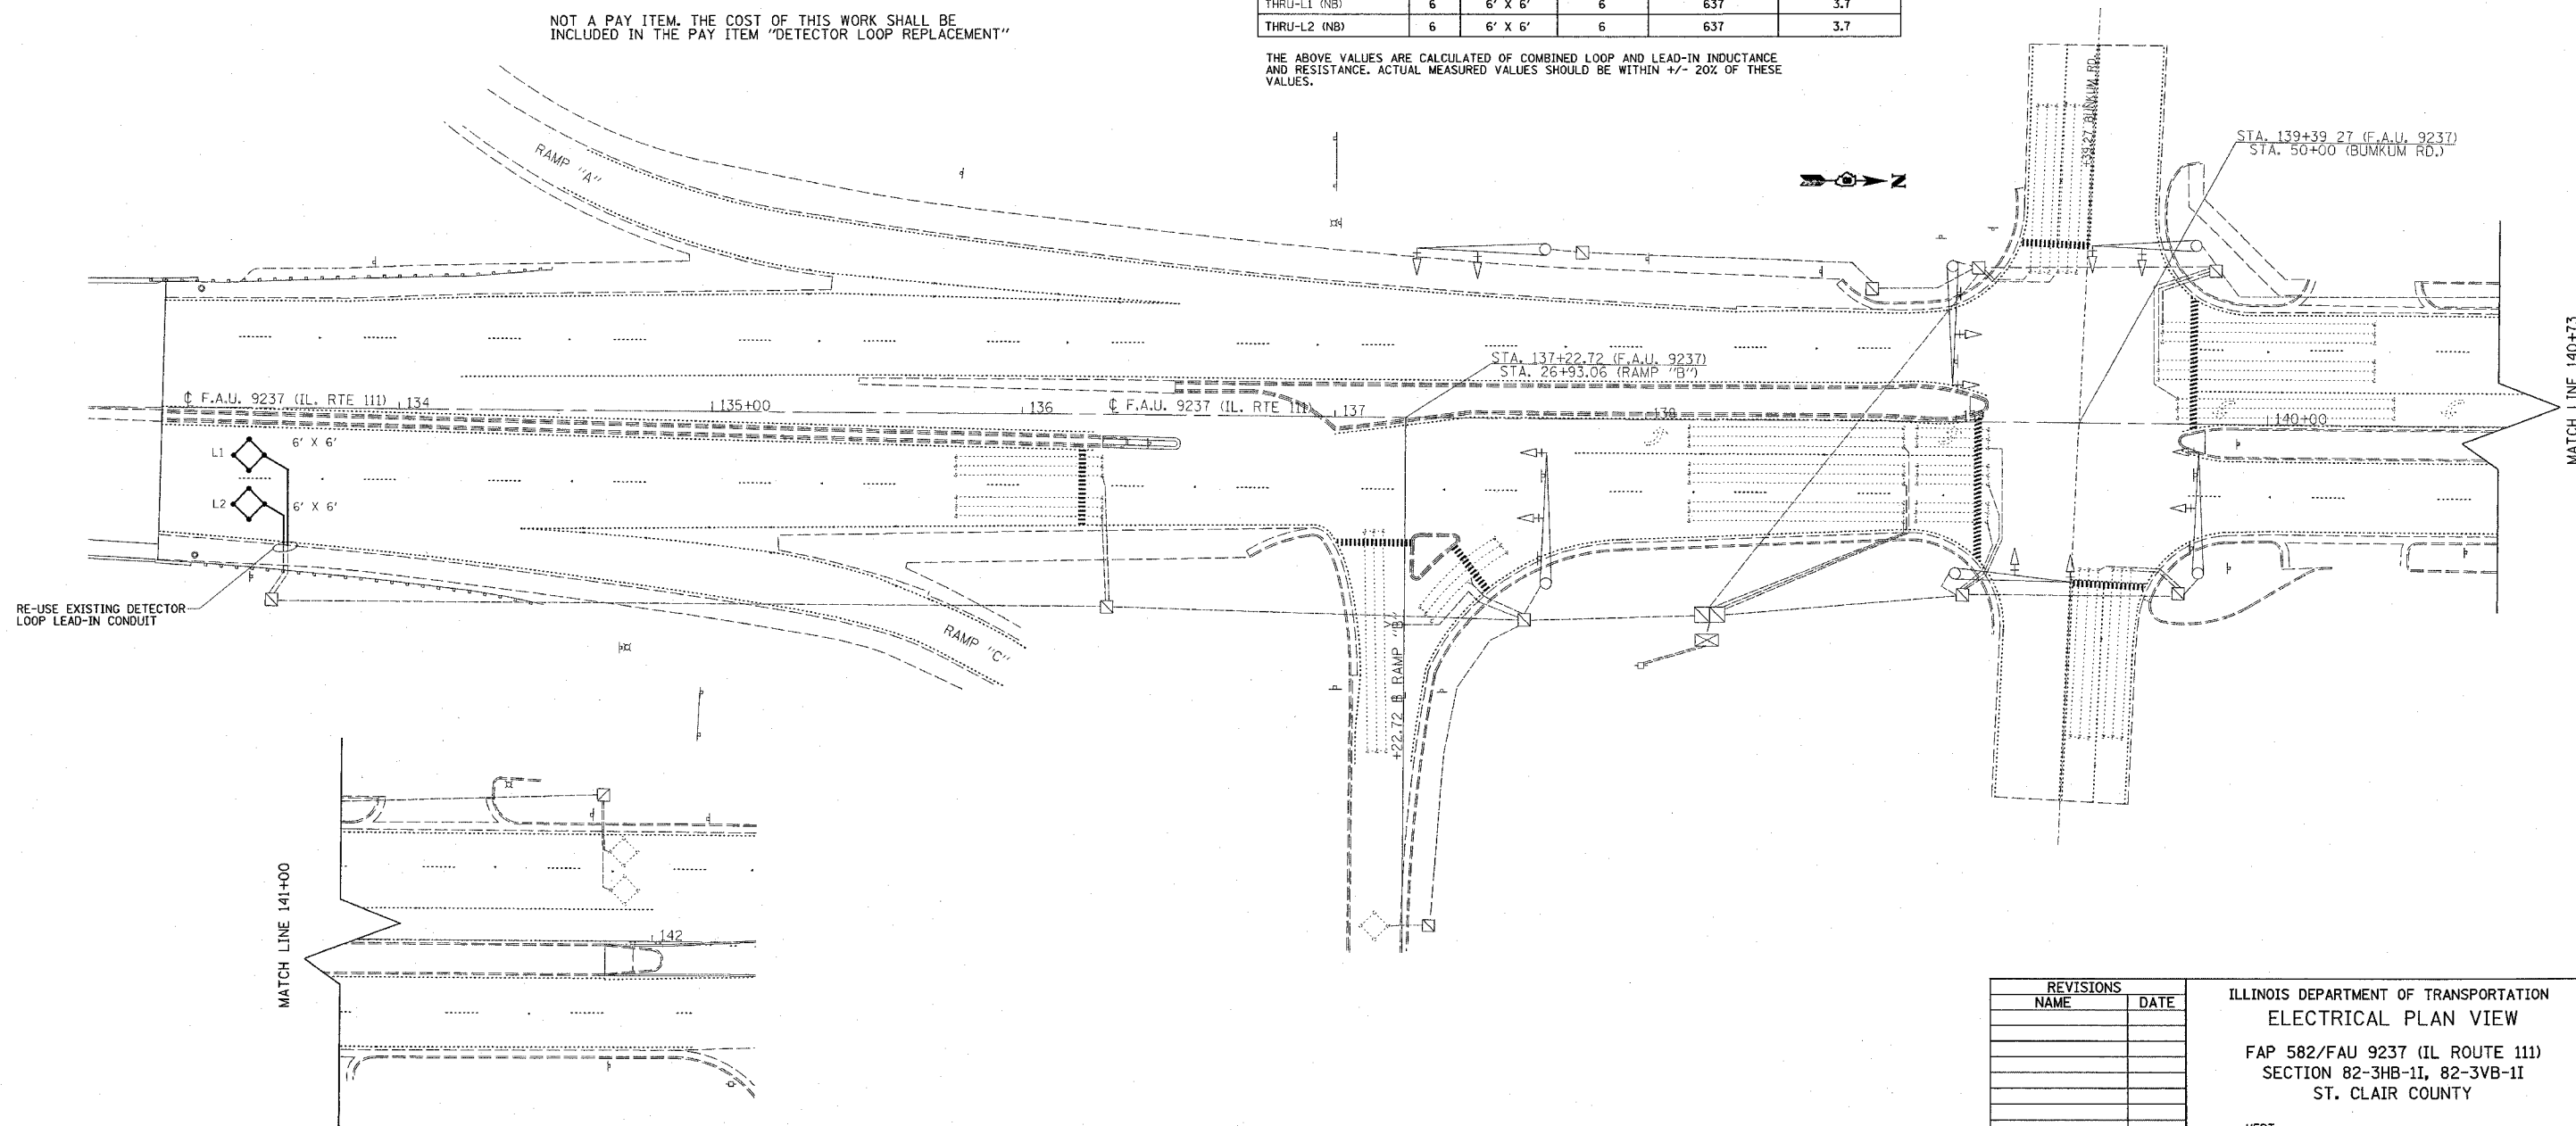 NOT A PAY ITEM. THE COST OF THIS WORK SHALL BE
INCLUDED IN THE PAY ITEM "DETECTOR LOOP REPLACEMENT"
THRU-L1 (NB) 6 6' X 6' 6 637 3.7
THRU-L2 (NB) 6 6' X 6' 6 637 3.7
THE ABOVE VALUES ARE CALCULATED OF COMBINED LOOP AND LEAD-IN INDUCTANCE
AND RESISTANCE. ACTUAL MEASURED VALUES SHOULD BE WITHIN +/- 20% OF THESE
VALUES.
RAMP "A"
N
+39.27 BUNKUM RD.
STA. 139+39.27 (F.A.U. 9237)
STA. 50+00 (BUMKUM RD.)
STA. 137+22.72 (F.A.U. 9237)
STA. 26+93.06 (RAMP "B")
℄ F.A.U. 9237 (IL. RTE 111)
134
135+00
136
℄ F.A.U. 9237 (IL. RTE 111)
137
138
140+00
MATCH LINE 140+73
L1
6' X 6'
L2
6' X 6'
RE-USE EXISTING DETECTOR
LOOP LEAD-IN CONDUIT
RAMP "C"
+22.72 ℄ RAMP "B"
MATCH LINE 141+00
142
REVISIONS
NAME DATE
ILLINOIS DEPARTMENT OF TRANSPORTATION
ELECTRICAL PLAN VIEW
FAP 582/FAU 9237 (IL ROUTE 111)
SECTION 82-3HB-1I, 82-3VB-1I
ST. CLAIR COUNTY